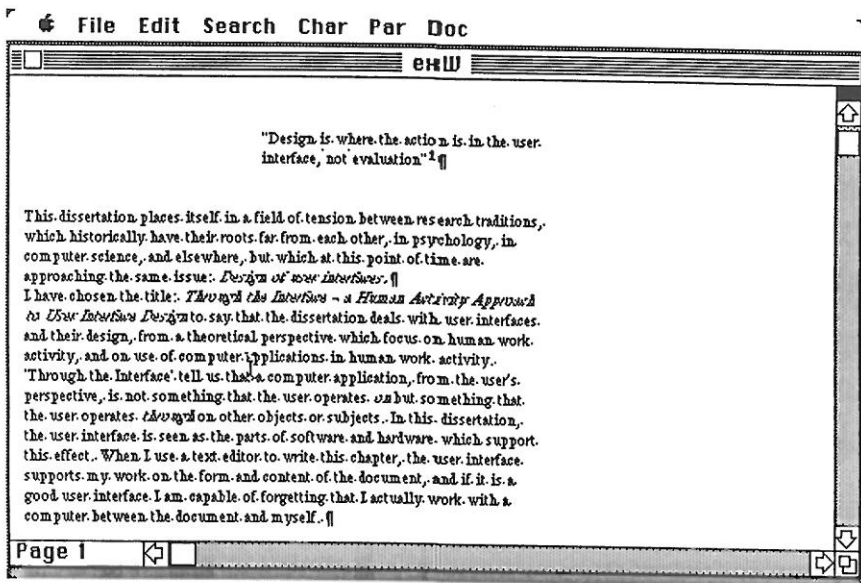 File Edit Search Char Par Doc
енШ
"Design is where the action is in the user
interface, not evaluation"1¶
This dissertation places itself in a field of tension between research traditions,
which historically have their roots far from each other, in psychology, in
computer science, and elsewhere, but which at this point of time are
approaching the same issue: Design of user interfaces.¶
I have chosen the title: Through the Interface - a Human Activity Approach
to User Interface Design to say that the dissertation deals with user interfaces
and their design, from a theoretical perspective which focus on human work
activity, and on use of computer applications in human work activity.
'Through the Interface' tell us that a computer application, from the user's
perspective, is not something that the user operates on but something that
the user operates through on other objects or subjects. In this dissertation,
the user interface is seen as the parts of software and hardware which support
this effect. When I use a text editor to write this chapter, the user interface
supports my work on the form and content of the document, and if it is a
good user interface I am capable of forgetting that I actually work with a
computer between the document and myself.¶
Page 1